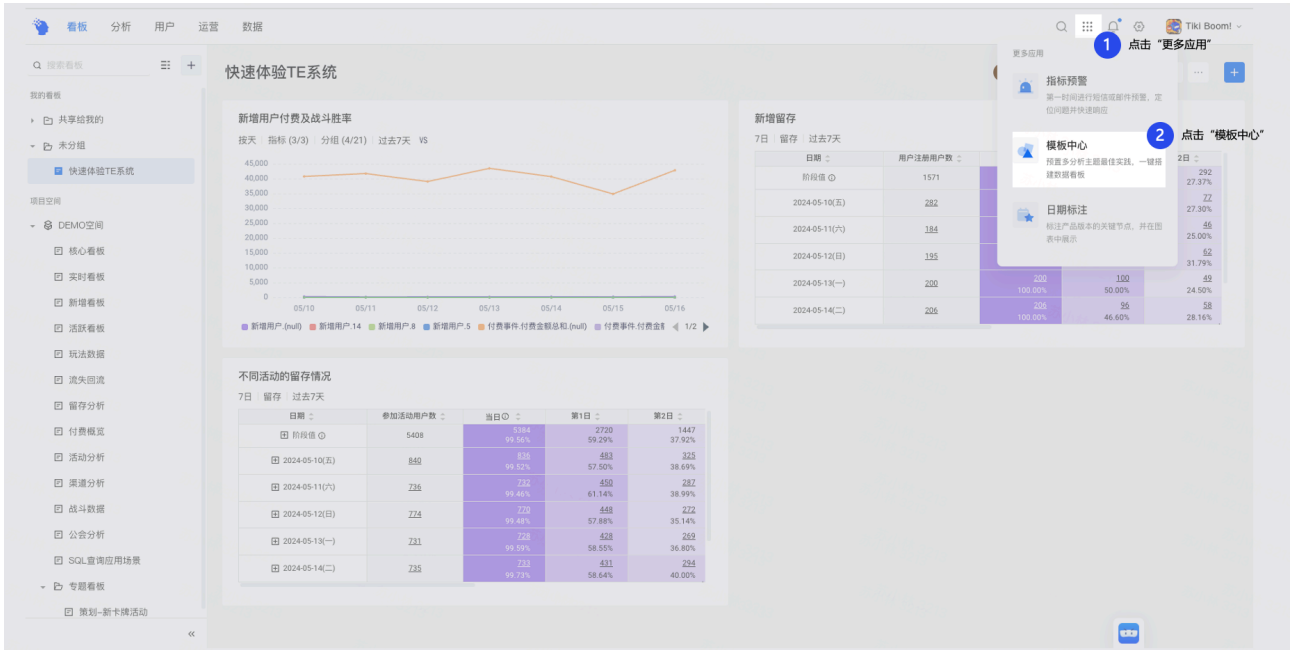 看板 分析 用户 运营 数据 Tiki Boom!
1 点击“更多应用”
搜索看板
我的看板
共享给我的
未分组
快速体验TE系统
项目空间
DEMO空间
核心看板
实时看板
新增看板
活跃看板
玩法数据
流失回流
留存分析
付费概览
活动分析
渠道分析
战斗数据
公会分析
SQL查询应用场景
专题看板
策划-新卡牌活动
快速体验TE系统
新增用户付费及战斗胜率
按天 指标 (3/3) 分组 (4/21) 过去7天 VS
45,000
40,000
35,000
30,000
25,000
20,000
15,000
10,000
5,000
0
05/10 05/11 05/12 05/13 05/14 05/15 05/16
新增用户.(null) 新增用户.14 新增用户.8 新增用户.5 付费事件.付费金额总和.(null) 付费事件.付费金 1/2
新增留存
7日 留存 过去7天
日期 用户注册用户数 2日
阶段值 1571 292
27.37%
2024-05-10(五) 282 77
27.30%
2024-05-11(六) 184 46
25.00%
2024-05-12(日) 195 62
31.79%
2024-05-13(一) 200 200 100 49
100.00% 50.00% 24.50%
2024-05-14(二) 206 206 96 58
100.00% 46.60% 28.16%
更多应用
指标预警
第一时间进行短信或邮件预警，定
位问题并快速响应
模板中心
预置多分析主题最佳实践，一键搭
建数据看板
2 点击“模板中心”
日期标注
标注产品版本的关键节点，并在图
表中展示
不同活动的留存情况
7日 留存 过去7天
日期 参加活动用户数 当日 第1日 第2日
阶段值 5408 5384 2720 1447
99.56% 59.29% 37.92%
2024-05-10(五) 840 836 483 325
99.52% 57.50% 38.69%
2024-05-11(六) 736 732 450 287
99.46% 61.14% 38.99%
2024-05-12(日) 774 770 448 272
99.48% 57.88% 35.14%
2024-05-13(一) 731 728 428 269
99.59% 58.55% 36.80%
2024-05-14(二) 735 733 431 294
99.73% 58.64% 40.00%